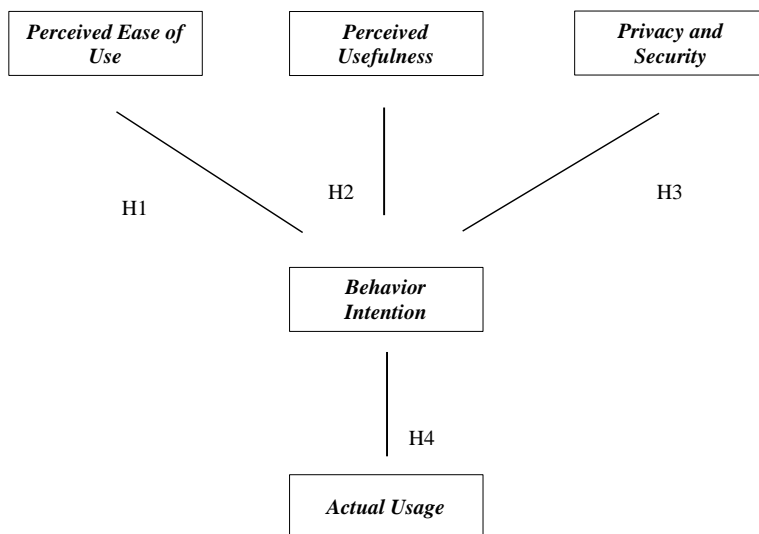 Perceived Ease of
Use
Perceived
Usefulness
Privacy and
Security
H1
H2
H3
Behavior
Intention
H4
Actual Usage